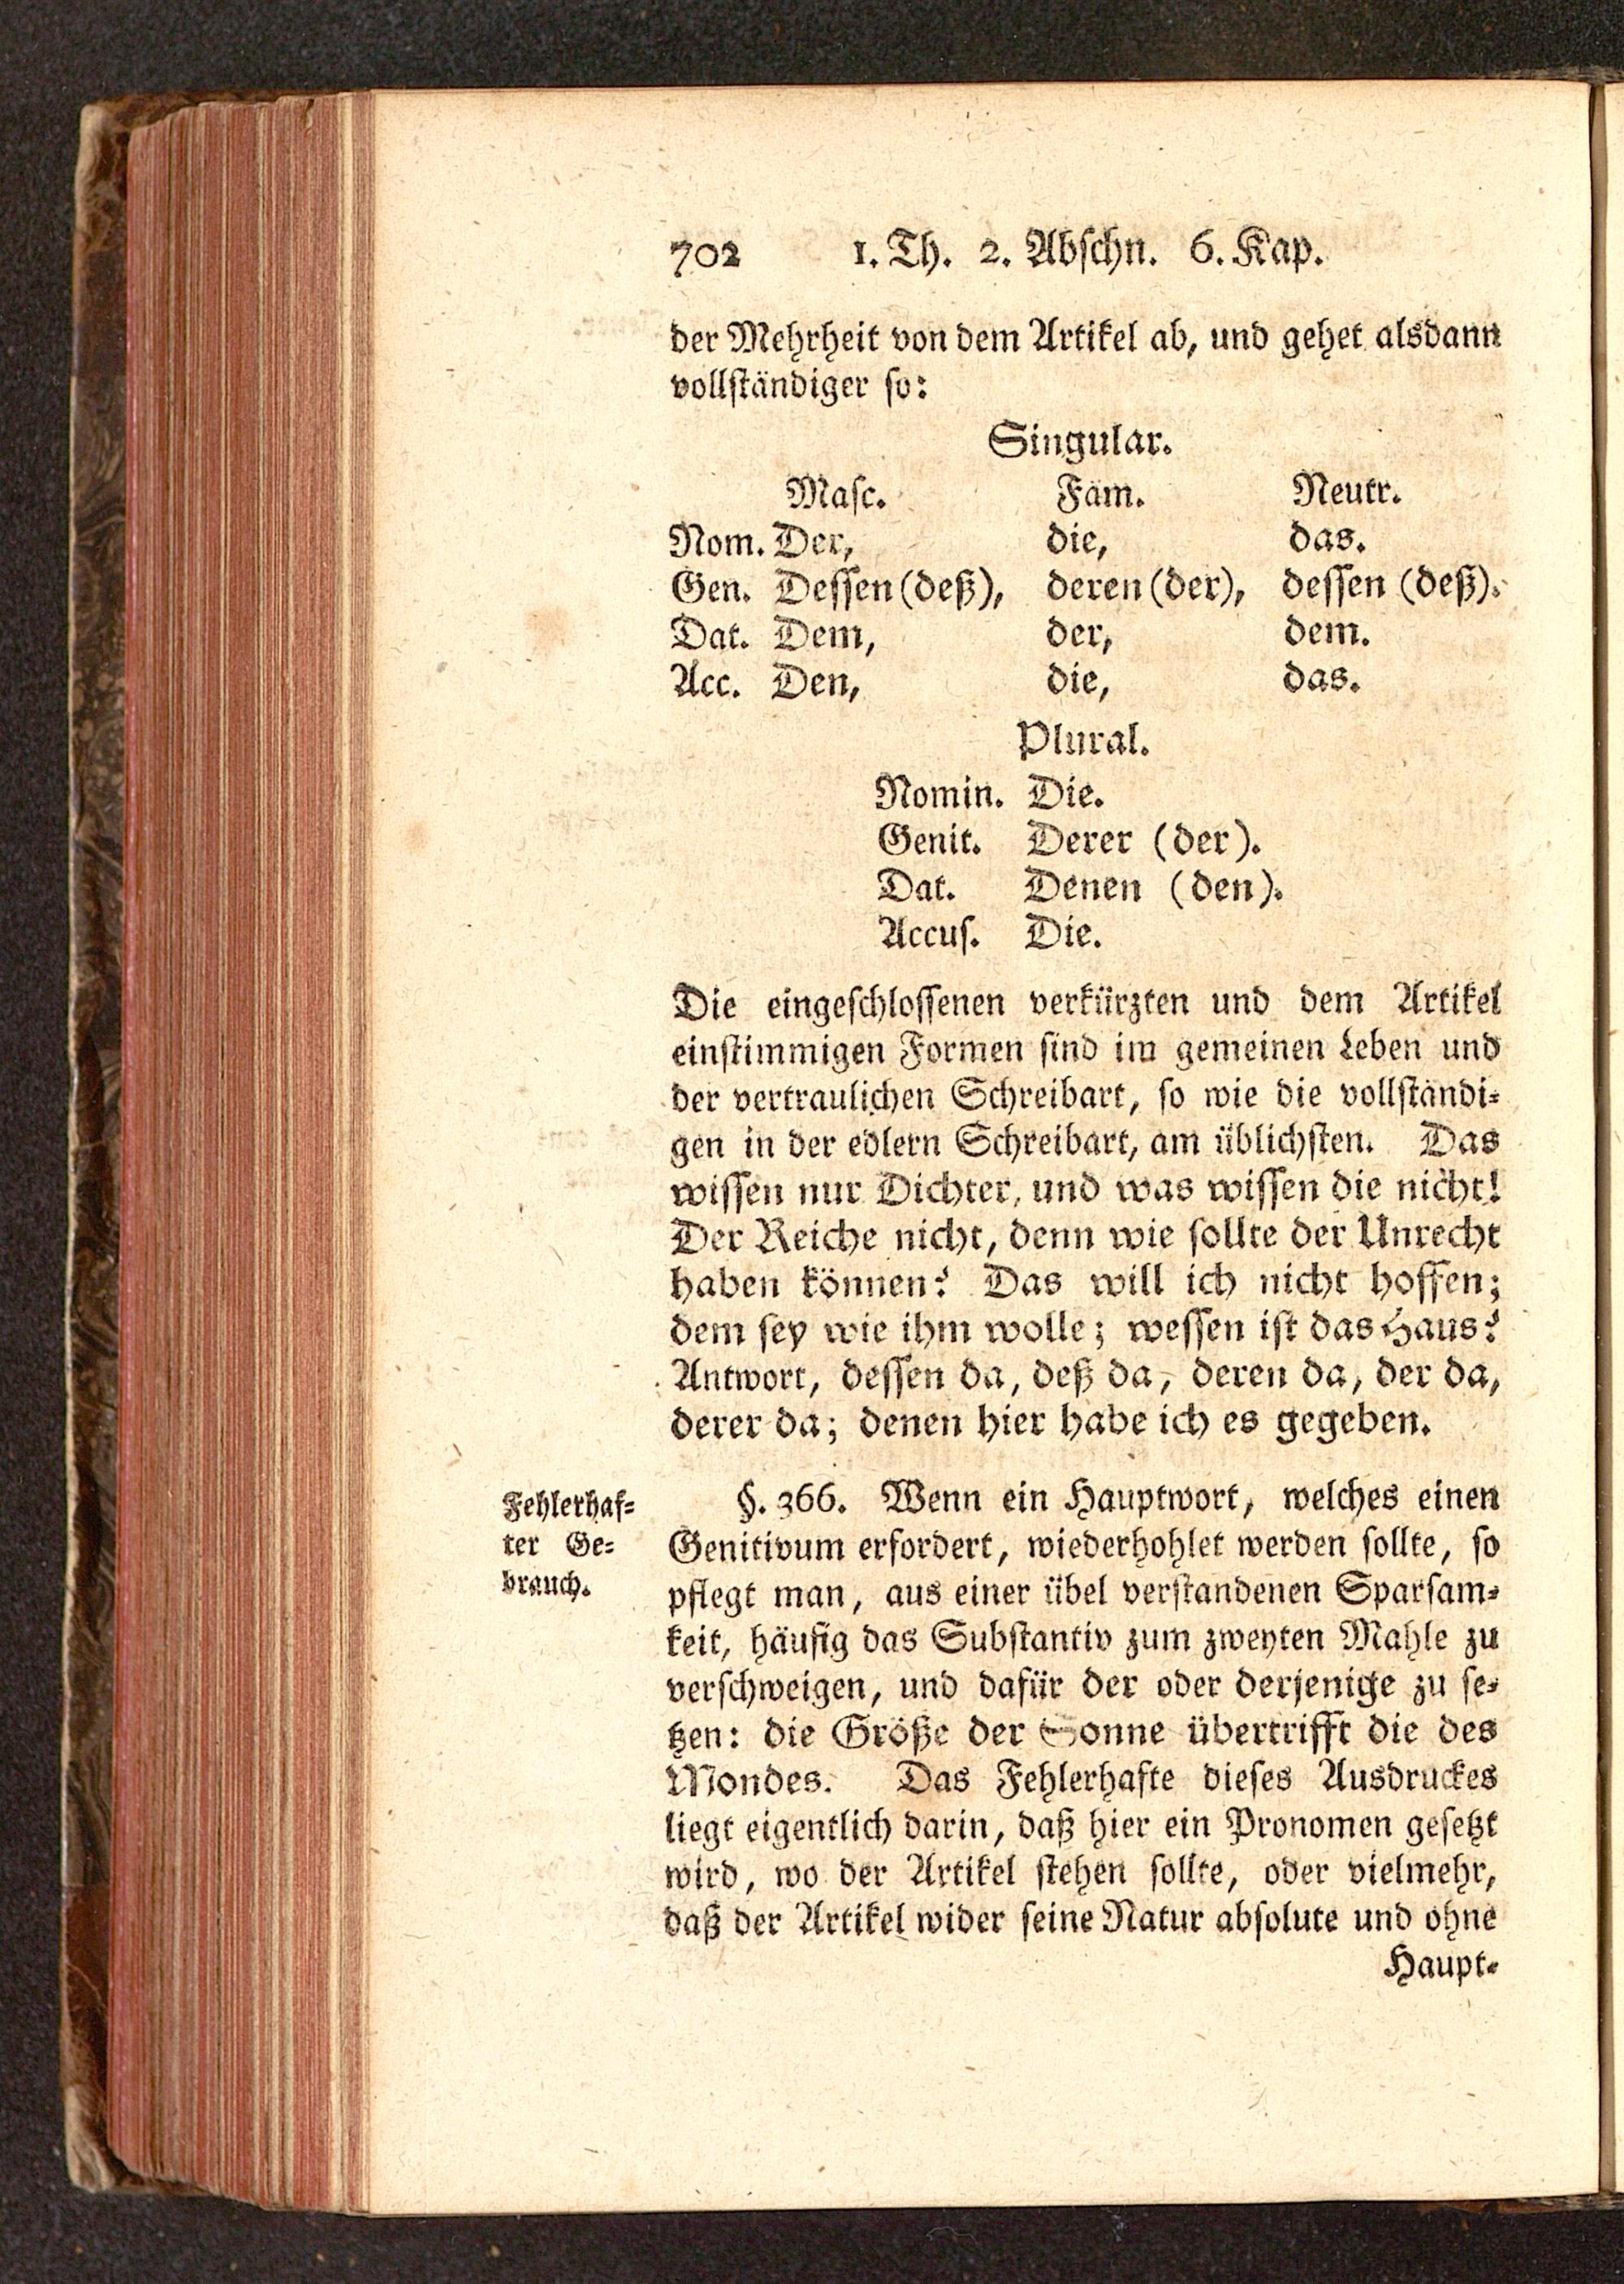 702 1. Th. 2. Abschn. 6. Kap.
der Mehrheit von dem Artikel ab, und gehet alsdann
vollständiger so:
Singular.
Masc. Fäm. Neutr.
Nom. Der, die, das.
Gen. Dessen (deß), deren (der), dessen (deß).
Dat. Dem, der, dem.
Acc. Den, die, das.
Plural.
Nomin. Die.
Genit. Derer (der).
Dat. Denen (den).
Accus. Die.
Die eingeschlossenen verkürzten und dem Artikel
einstimmigen Formen sind im gemeinen Leben und
der vertraulichen Schreibart, so wie die vollständi-
gen in der edlern Schreibart, am üblichsten. Das
wissen nur Dichter, und was wissen die nicht!
Der Reiche nicht, denn wie sollte der Unrecht
haben können? Das will ich nicht hoffen;
dem sey wie ihm wolle; wessen ist das Haus?
Antwort, dessen da, deß da, deren da, der da,
derer da; denen hier habe ich es gegeben.
Fehlerhaf-
ter Ge-
brauch.
§. 366. Wenn ein Hauptwort, welches einen
Genitivum erfordert, wiederhohlet werden sollte, so
pflegt man, aus einer übel verstandenen Sparsam-
keit, häufig das Substantiv zum zweyten Mahle zu
verschweigen, und dafür der oder derjenige zu se-
tzen: die Größe der Sonne übertrifft die des
Mondes. Das Fehlerhafte dieses Ausdruckes
liegt eigentlich darin, daß hier ein Pronomen gesetzt
wird, wo der Artikel stehen sollte, oder vielmehr,
daß der Artikel wider seine Natur absolute und ohne
Haupt-